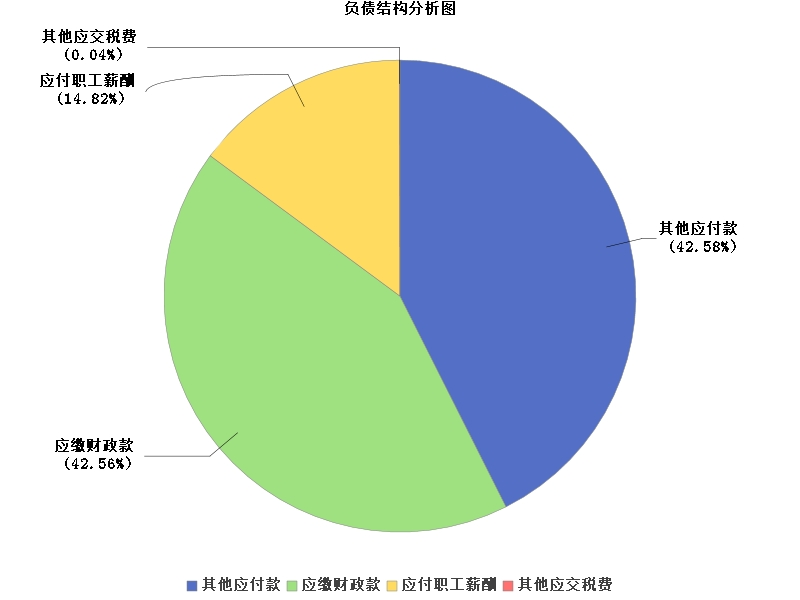 负债结构分析图
其他应交税费
(0.04%)
应付职工薪酬
(14.82%)
其他应付款
(42.58%)
应缴财政款
(42.56%)
其他应付款 应缴财政款 应付职工薪酬 其他应交税费